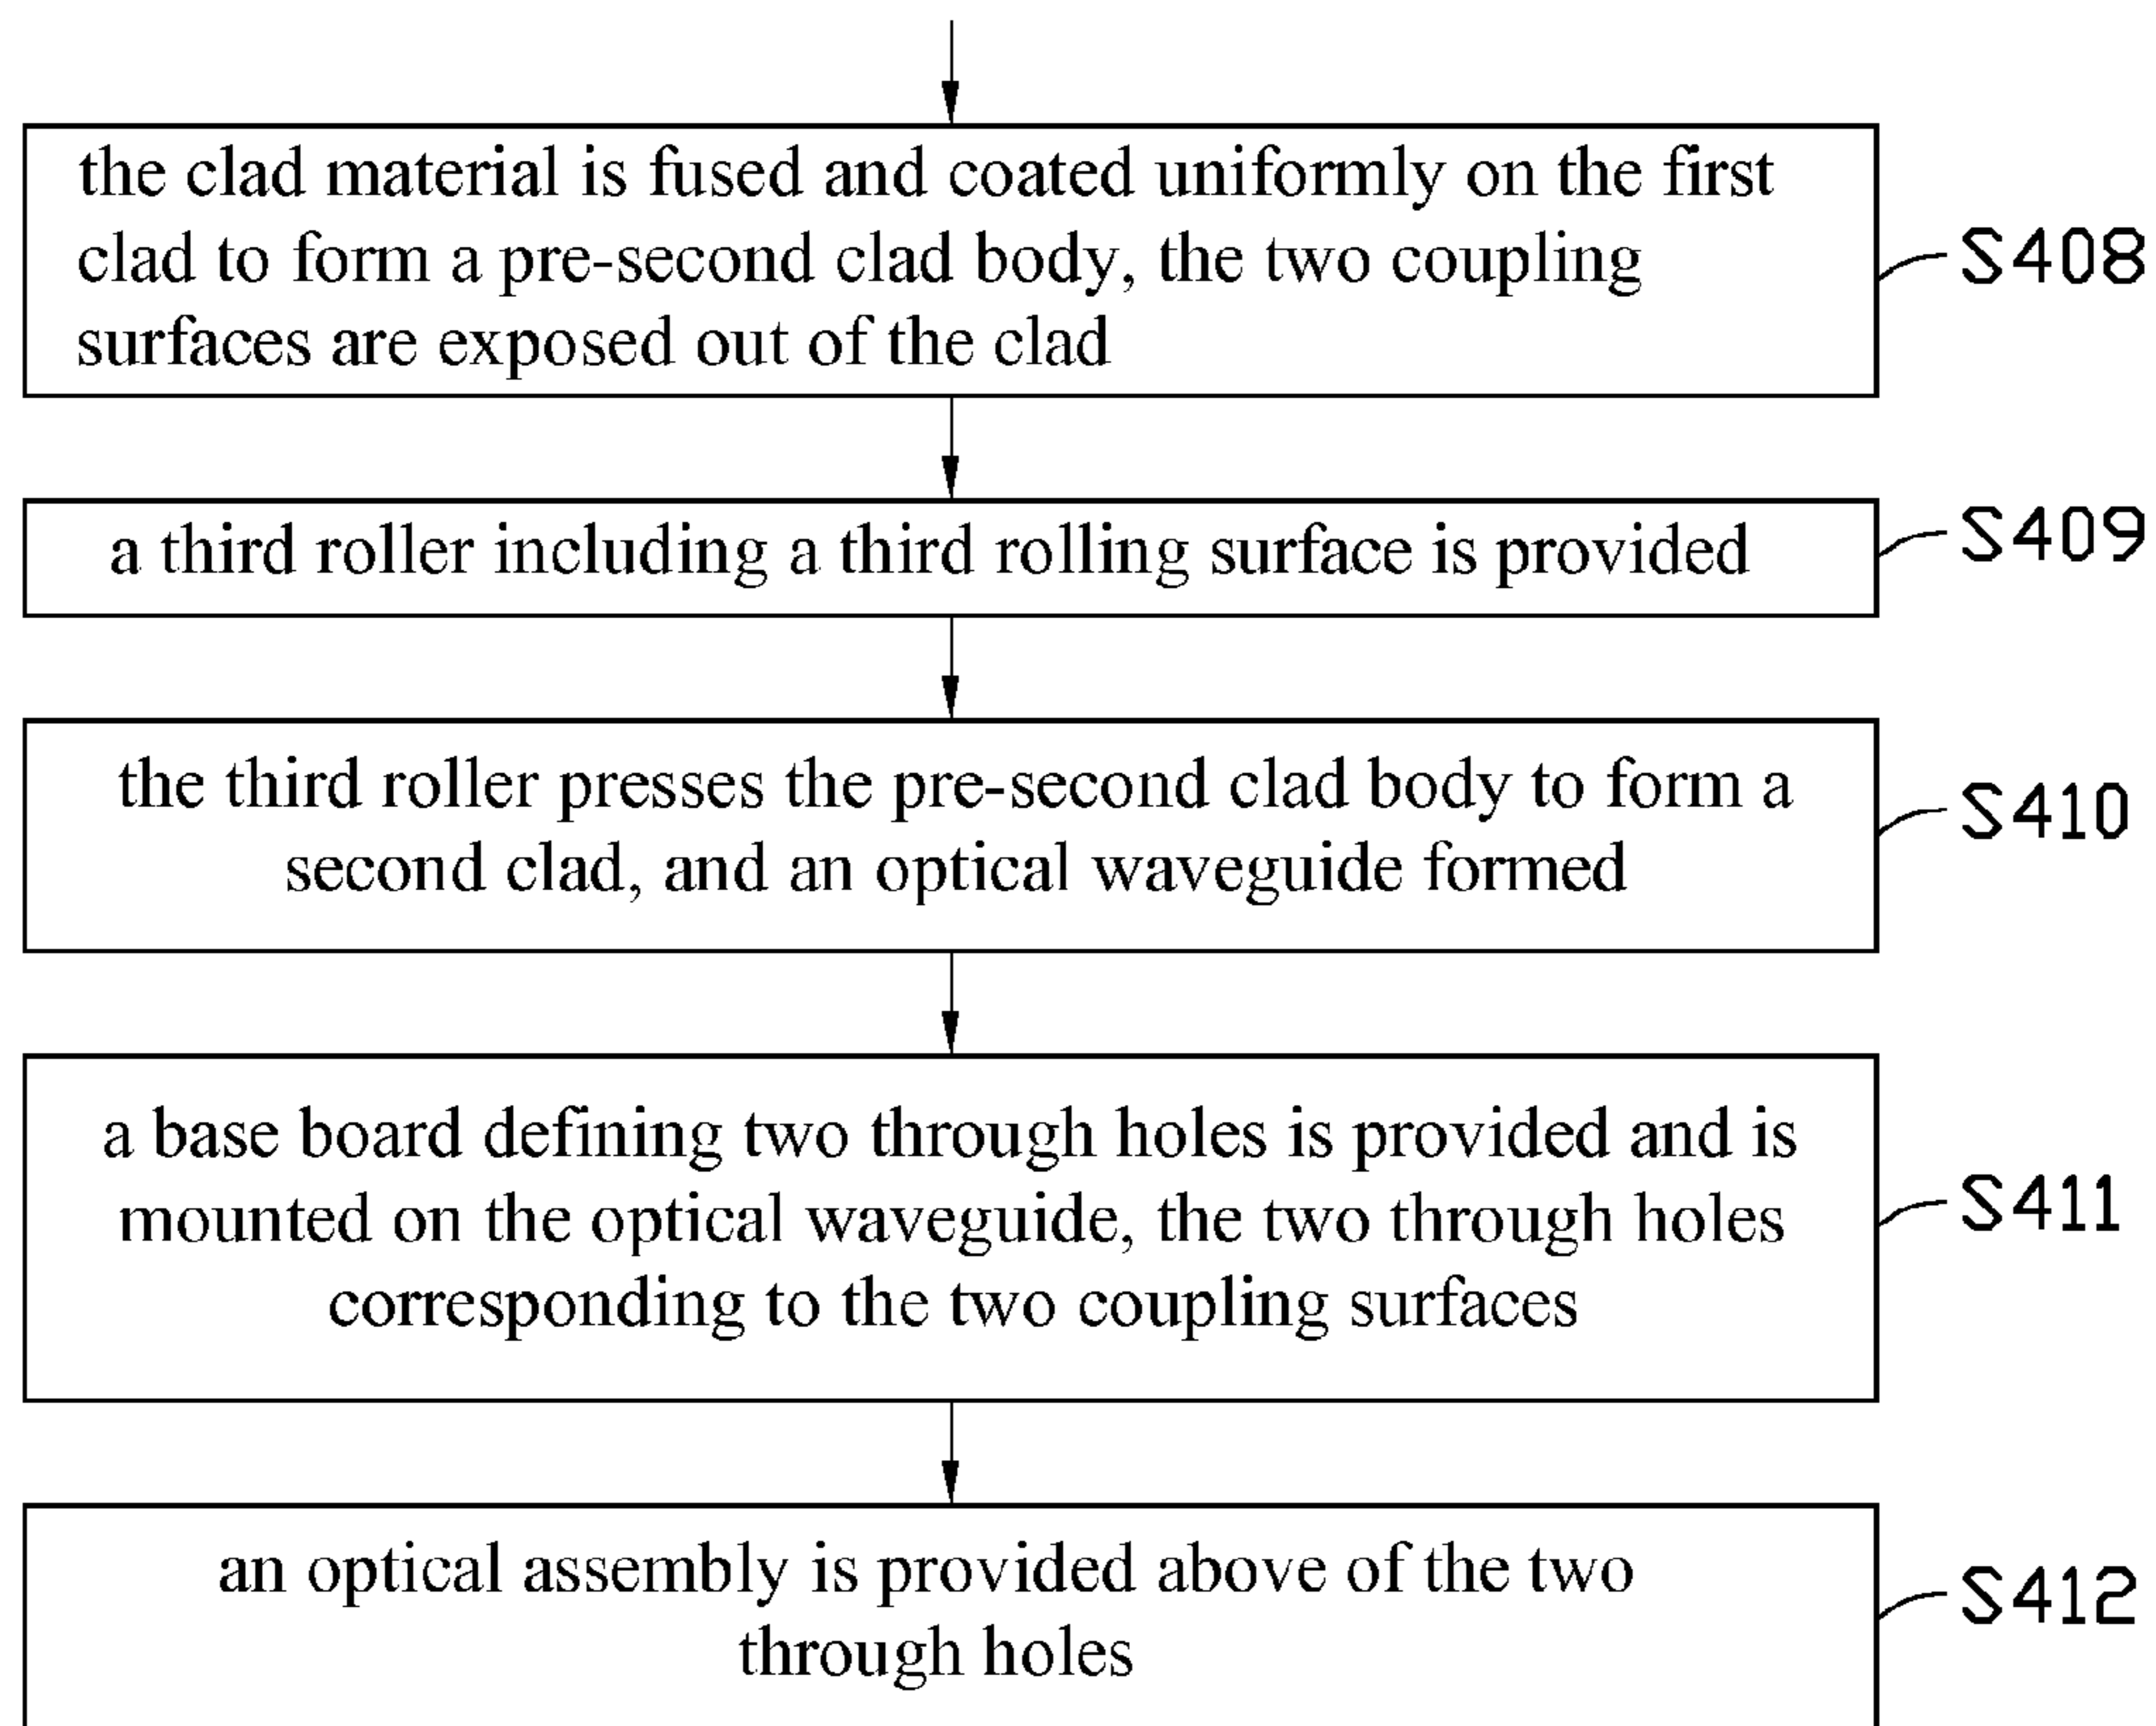 the clad material is fused and coated uniformly on the first
clad to form a pre-second clad body, the two coupling
surfaces are exposed out of the clad
S408
a third roller including a third rolling surface is provided
S409
the third roller presses the pre-second clad body to form a
second clad, and an optical waveguide formed
S410
a base board defining two through holes is provided and is
mounted on the optical waveguide, the two through holes
corresponding to the two coupling surfaces
S411
an optical assembly is provided above of the two
through holes
S412